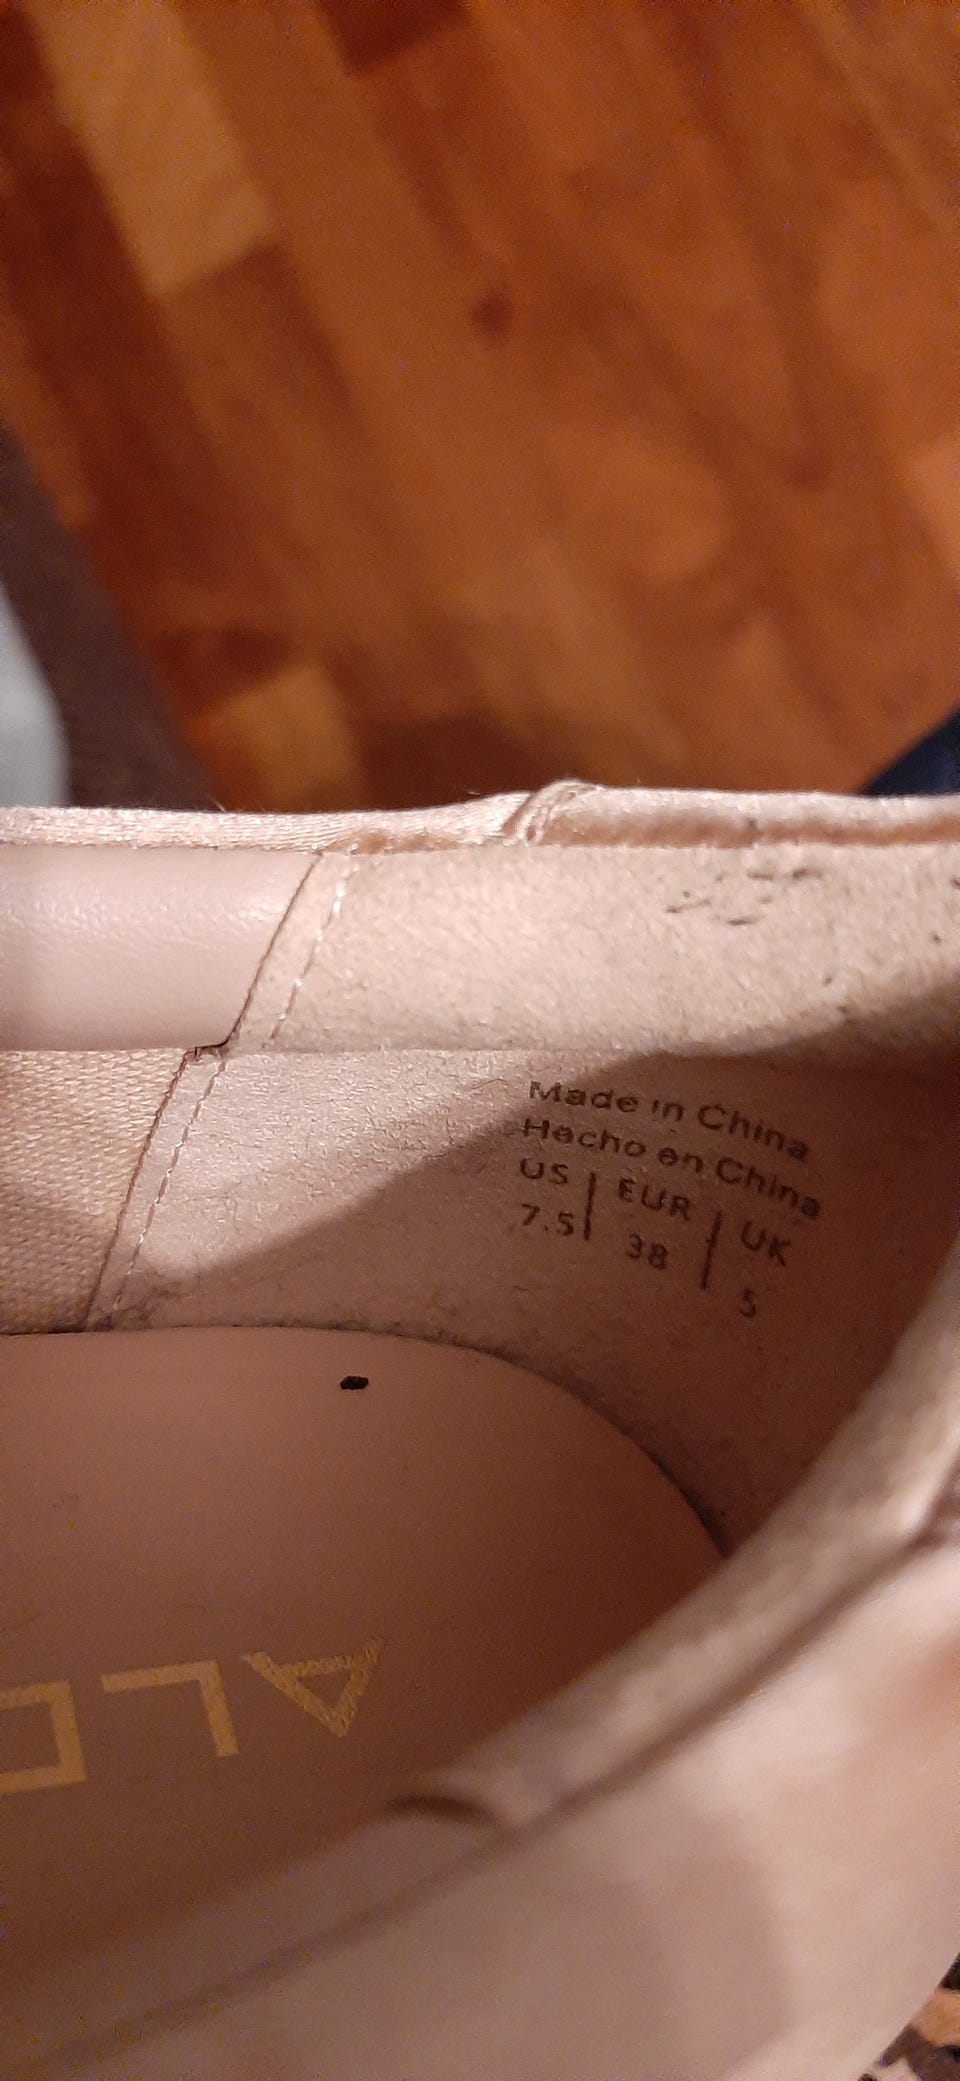 Made in China
Hecho en China
US | EUR | UK
7.5 | 38 | 5